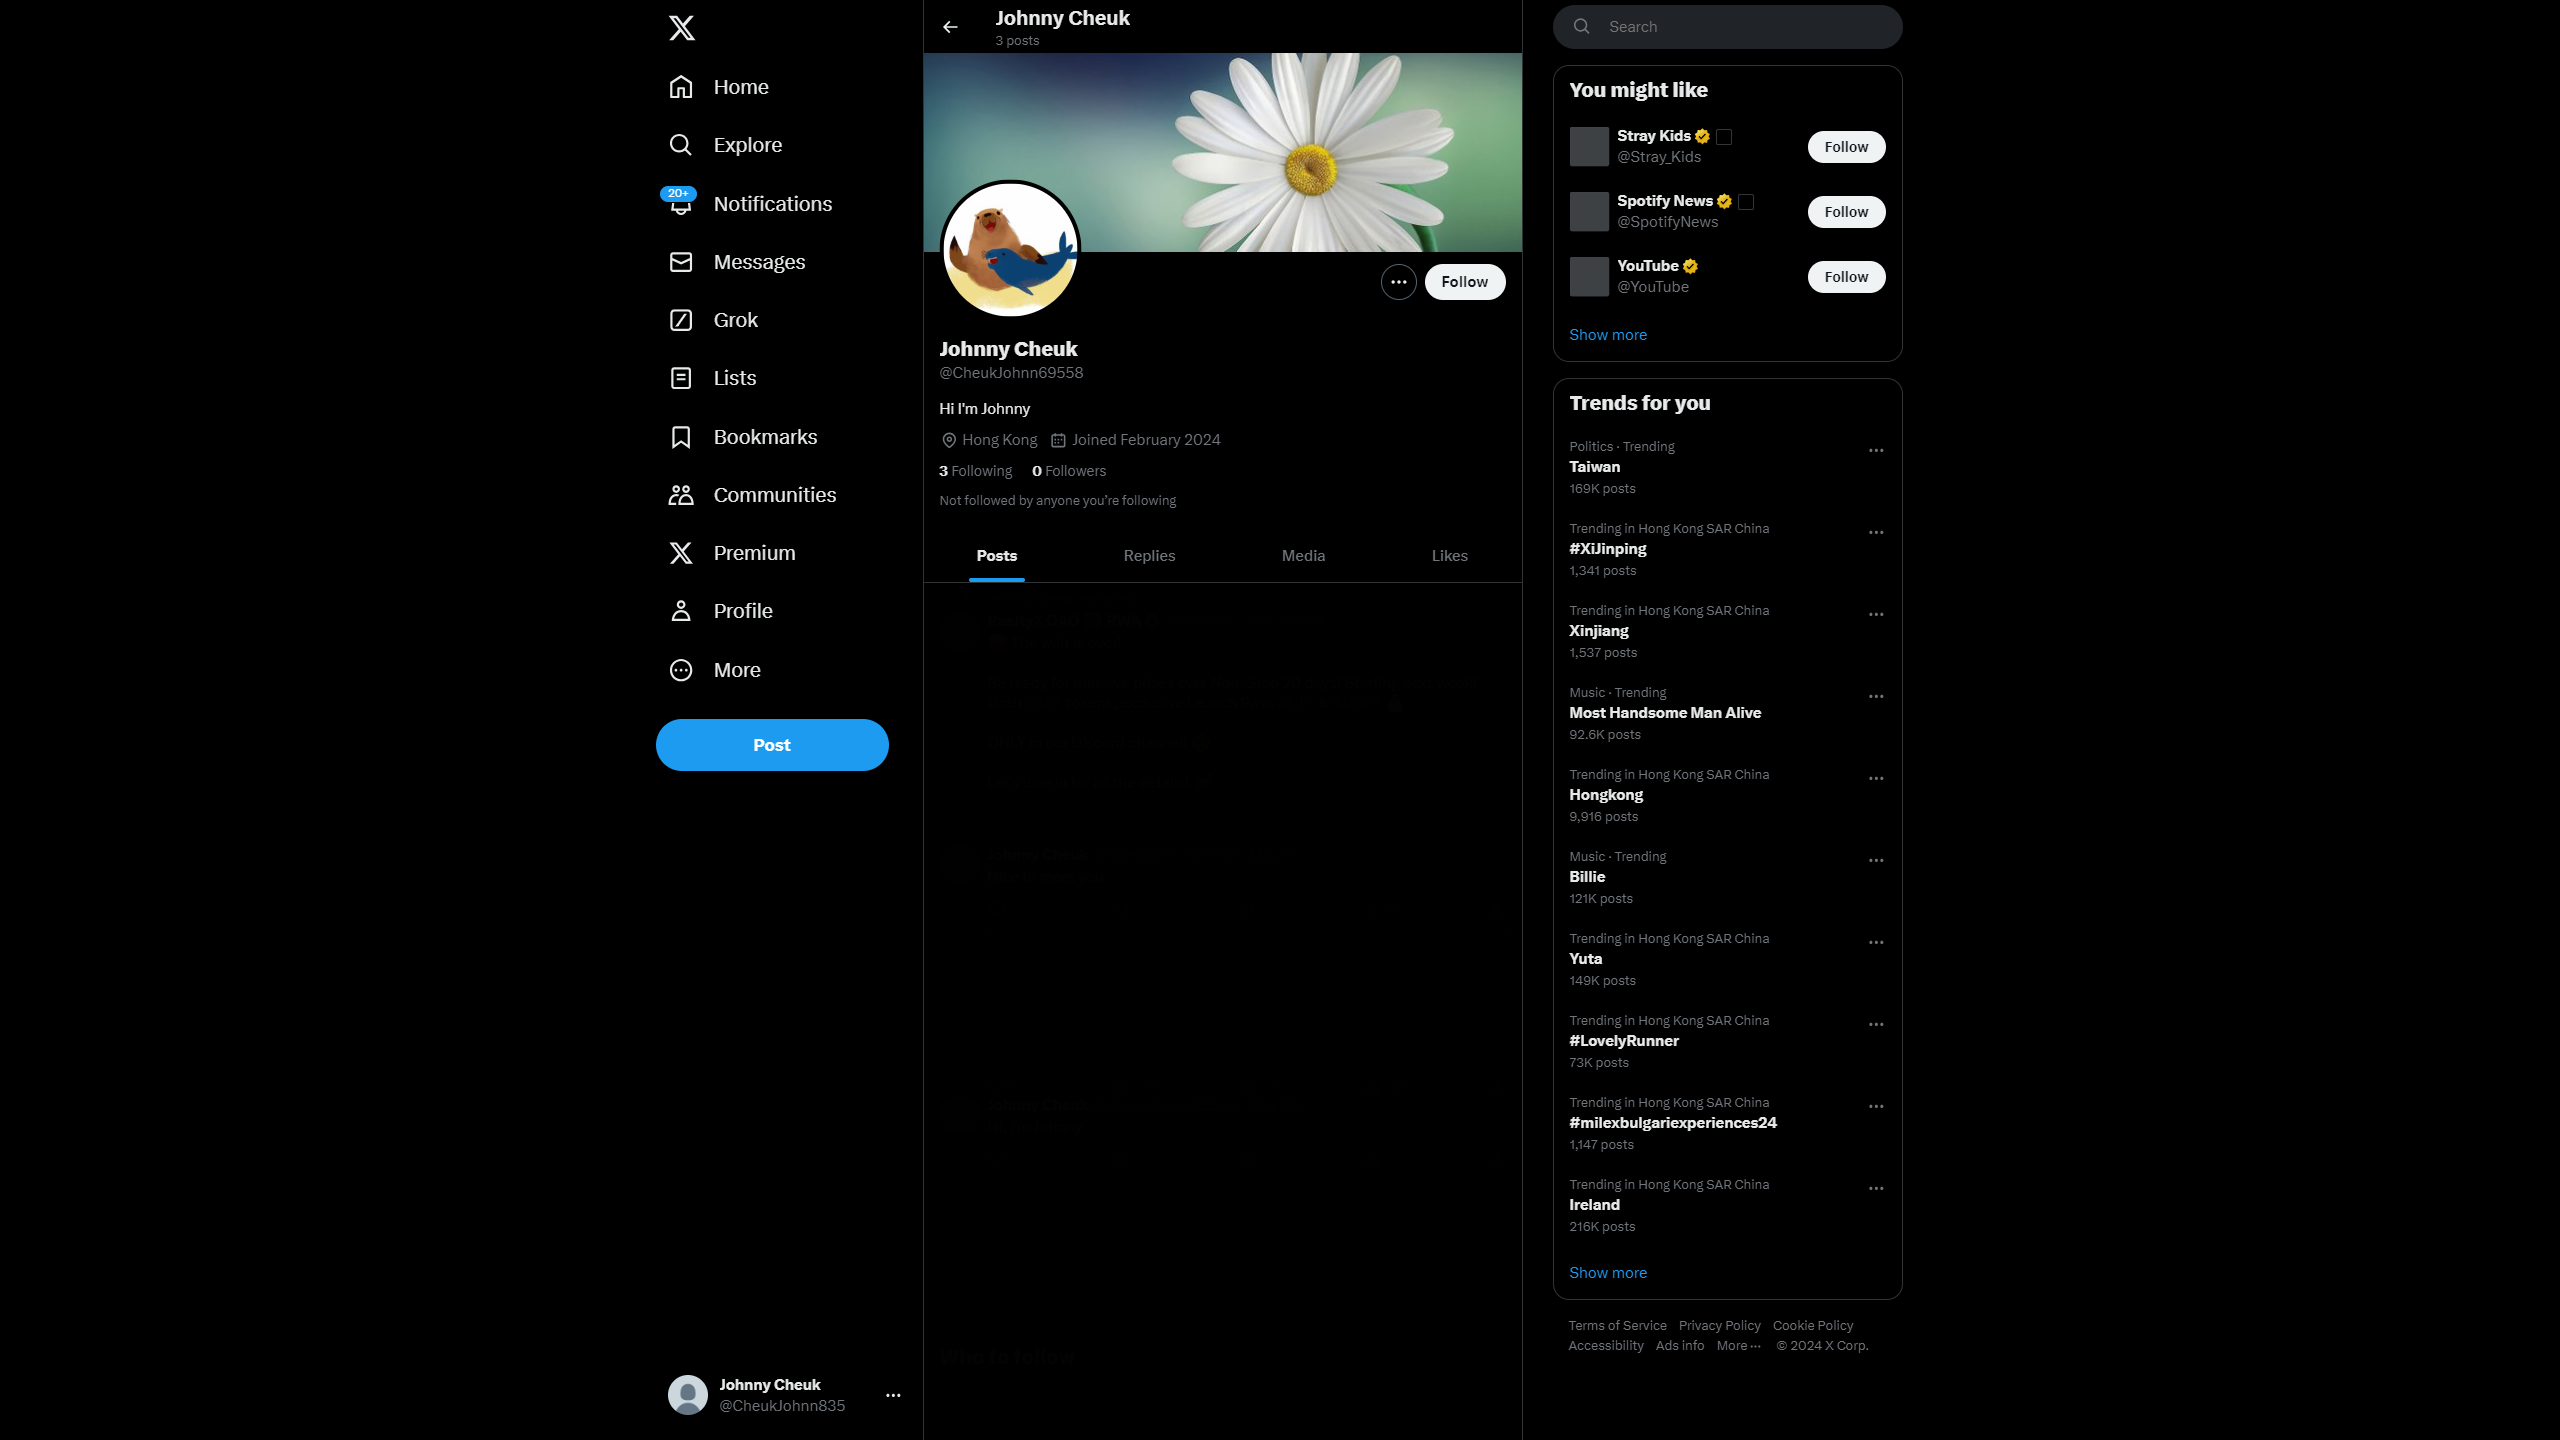 Home
Explore
20+
Notifications
Messages
Grok
Lists
Bookmarks
Communities
Premium
Profile
More
Post
Johnny Cheuk
@CheukJohnn835
Johnny Cheuk
3 posts
Follow
Johnny Cheuk
@CheukJohnn69558
Hi I'm Johnny
Hong Kong Joined February 2024
3 Following 0 Followers
Not followed by anyone you're following
Posts Replies Media Likes
Who to follow
Search
You might like
Stray Kids
@Stray_Kids
Follow
Spotify News
@SpotifyNews
Follow
YouTube
@YouTube
Follow
Show more
Trends for you
Politics · Trending
Taiwan
169K posts
Trending in Hong Kong SAR China
#XiJinping
1,341 posts
Trending in Hong Kong SAR China
Xinjiang
1,537 posts
Music · Trending
Most Handsome Man Alive
92.6K posts
Trending in Hong Kong SAR China
Hongkong
9,916 posts
Music · Trending
Billie
121K posts
Trending in Hong Kong SAR China
Yuta
149K posts
Trending in Hong Kong SAR China
#LovelyRunner
73K posts
Trending in Hong Kong SAR China
#milexbulgariexperiences24
1,147 posts
Trending in Hong Kong SAR China
Ireland
216K posts
Show more
Terms of Service Privacy Policy Cookie Policy
Accessibility Ads info More ··· © 2024 X Corp.